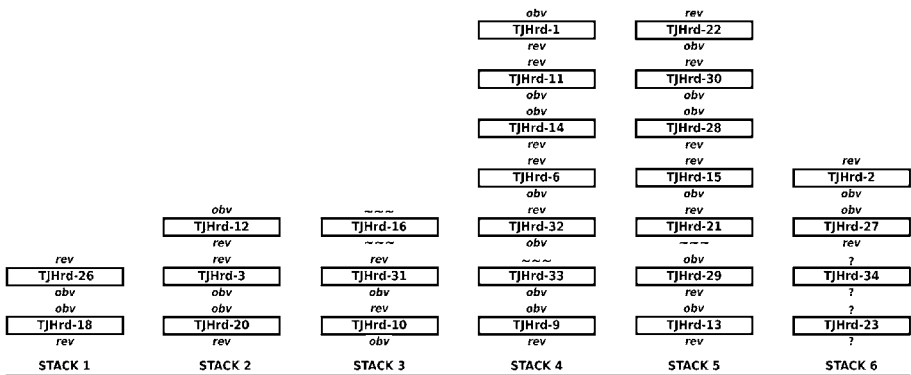 obv rev
TJHrd-1 TJHrd-22
rev obv
rev rev
TJHrd-11 TJHrd-30
obv obv
obv obv
TJHrd-14 TJHrd-28
rev rev
rev rev rev
TJHrd-6 TJHrd-15 TJHrd-2
obv obv obv
obv ~~~ rev rev obv
TJHrd-12 TJHrd-16 TJHrd-32 TJHrd-21 TJHrd-27
rev ~~~ obv ~~~ rev
rev rev rev ~~~ obv ?
TJHrd-26 TJHrd-3 TJHrd-31 TJHrd-33 TJHrd-29 TJHrd-34
obv obv obv obv rev ?
obv obv rev obv obv ?
TJHrd-18 TJHrd-20 TJHrd-10 TJHrd-9 TJHrd-13 TJHrd-23
rev rev obv rev rev ?
STACK 1 STACK 2 STACK 3 STACK 4 STACK 5 STACK 6